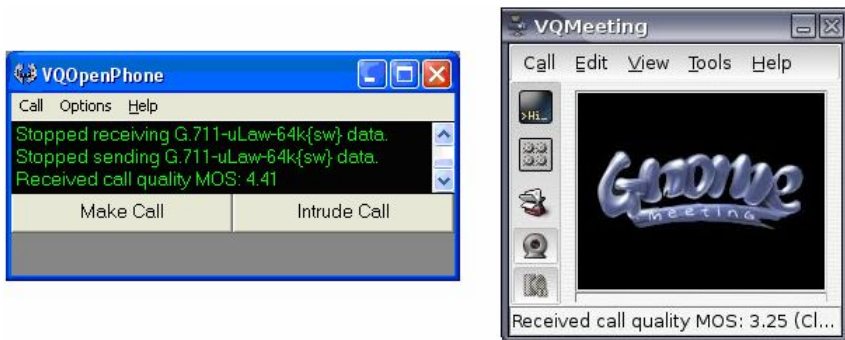 VQOpenPhone
Call Options Help
Stopped receiving G.711-uLaw-64k{sw} data.
Stopped sending G.711-uLaw-64k{sw} data.
Received call quality MOS: 4.41
Make Call Intrude Call
VQMeeting
Call Edit View Tools Help
>Hi_
GNOME
meeting
Received call quality MOS: 3.25 (Cl...